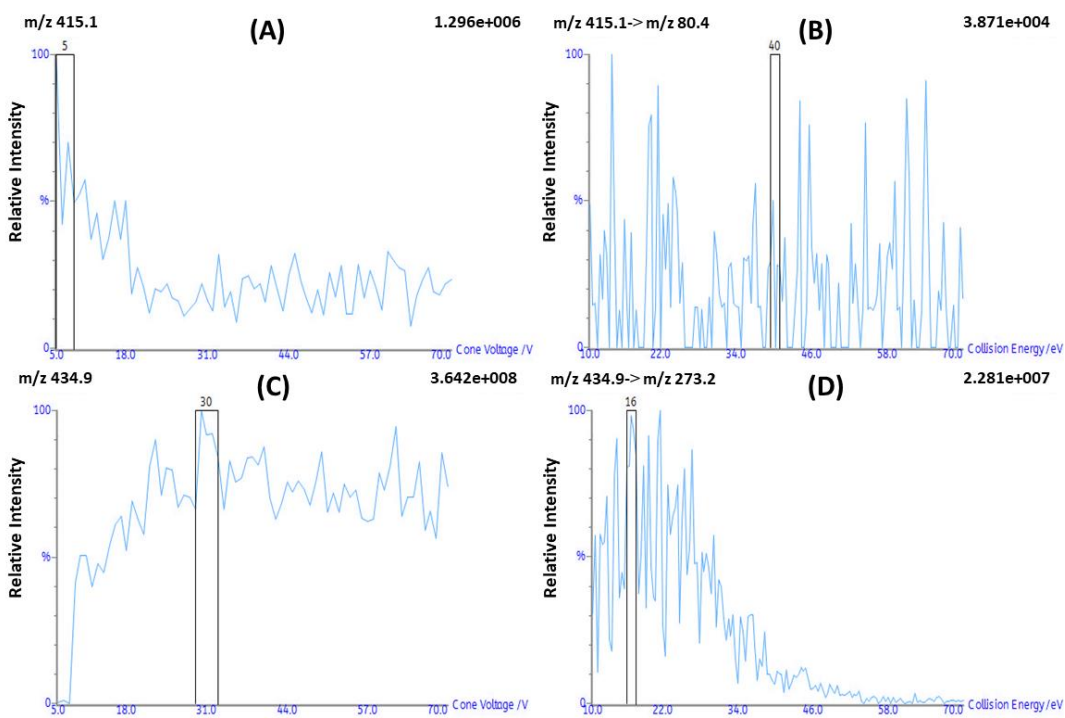 m/z 415.1 (A) 1.296e+006
5
100
Relative Intensity
%
0
5.0 18.0 31.0 44.0 57.0 70.0 Cone Voltage /V
m/z 415.1-> m/z 80.4 (B) 3.871e+004
40
100
Relative Intensity
%
0
10.0 22.0 34.0 46.0 58.0 70.0 Collision Energy/eV
m/z 434.9 (C) 3.642e+008
30
100
Relative Intensity
%
0
5.0 18.0 31.0 44.0 57.0 70.0 Cone Voltage /V
m/z 434.9-> m/z 273.2 (D) 2.281e+007
16
100
Relative Intensity
%
0
10.0 22.0 34.0 46.0 58.0 70.0 Collision Energy/eV